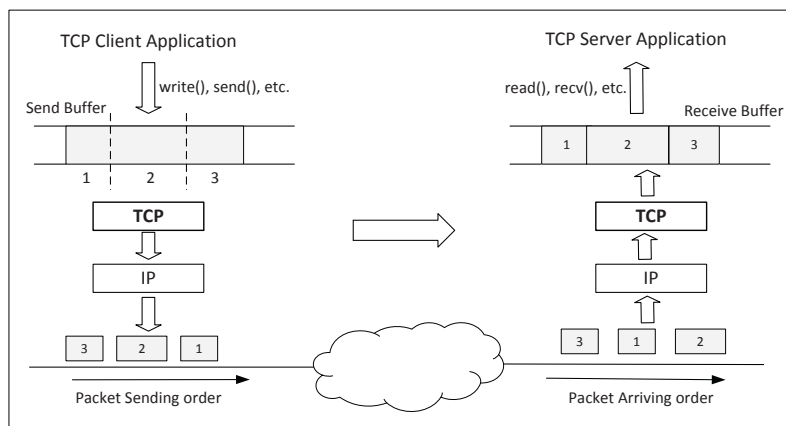 TCP Client Application
TCP Server Application
write(), send(), etc.
read(), recv(), etc.
Send Buffer
Receive Buffer
1 2 3
1 2 3
TCP
TCP
IP
IP
3 2 1
3 1 2
Packet Sending order
Packet Arriving order